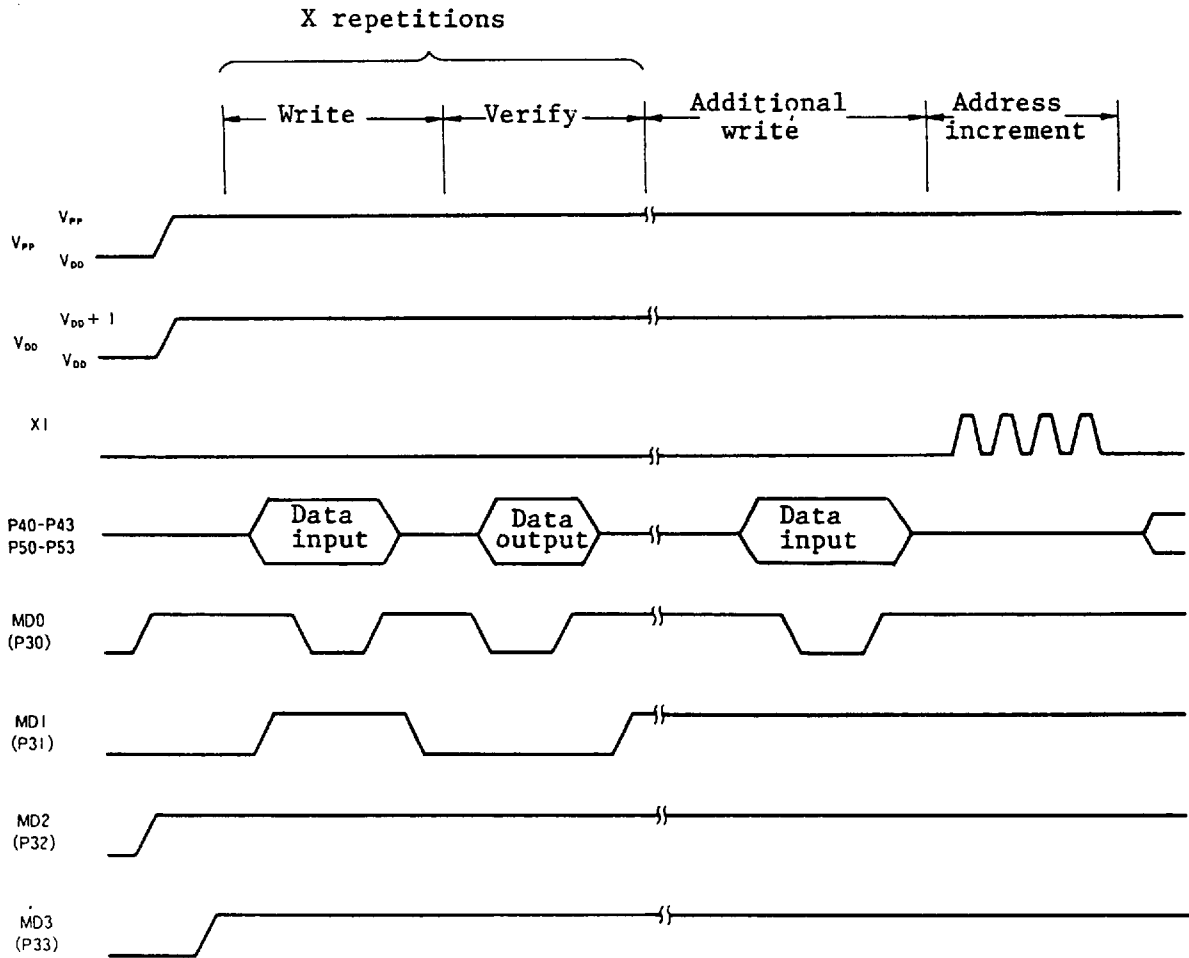 X repetitions
Write
Verify
Additional
write
Address
increment
VPP
VPP
VDD
VDD + 1
VDD
VDD
X1
P40-P43
P50-P53
Data
input
Data
output
Data
input
MD0
(P30)
MD1
(P31)
MD2
(P32)
MD3
(P33)